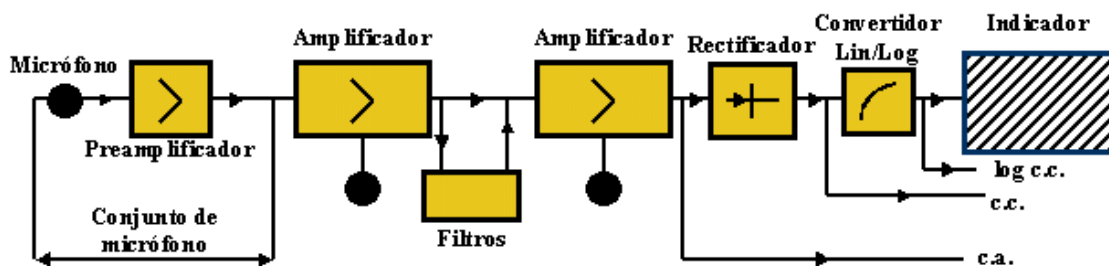 Micrófono
Preamplificador
Conjunto de
micrófono
Amplificador
Filtros
Amplificador
Rectificador
Convertidor
Lin/Log
Indicador
log c.c.
c.c.
c.a.